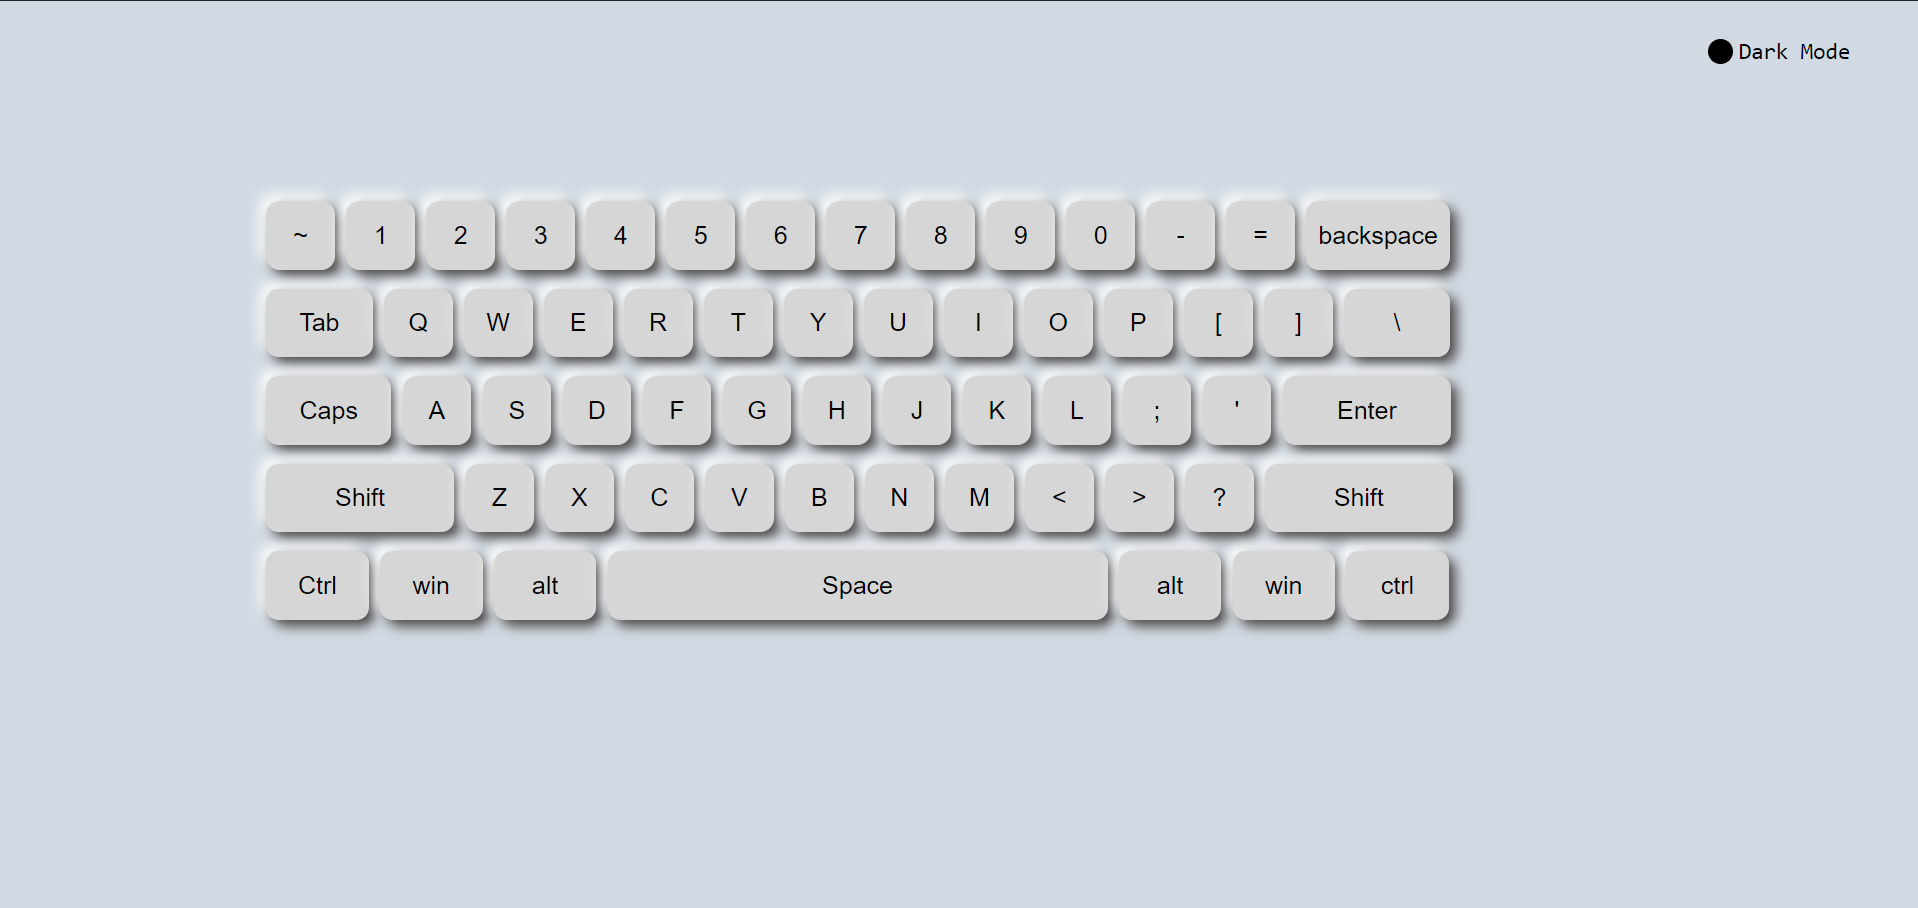 Dark Mode
~ 1 2 3 4 5 6 7 8 9 0 - = backspace
Tab Q W E R T Y U I O P [ ] \
Caps A S D F G H J K L ; ' Enter
Shift Z X C V B N M < > ? Shift
Ctrl win alt Space alt win ctrl